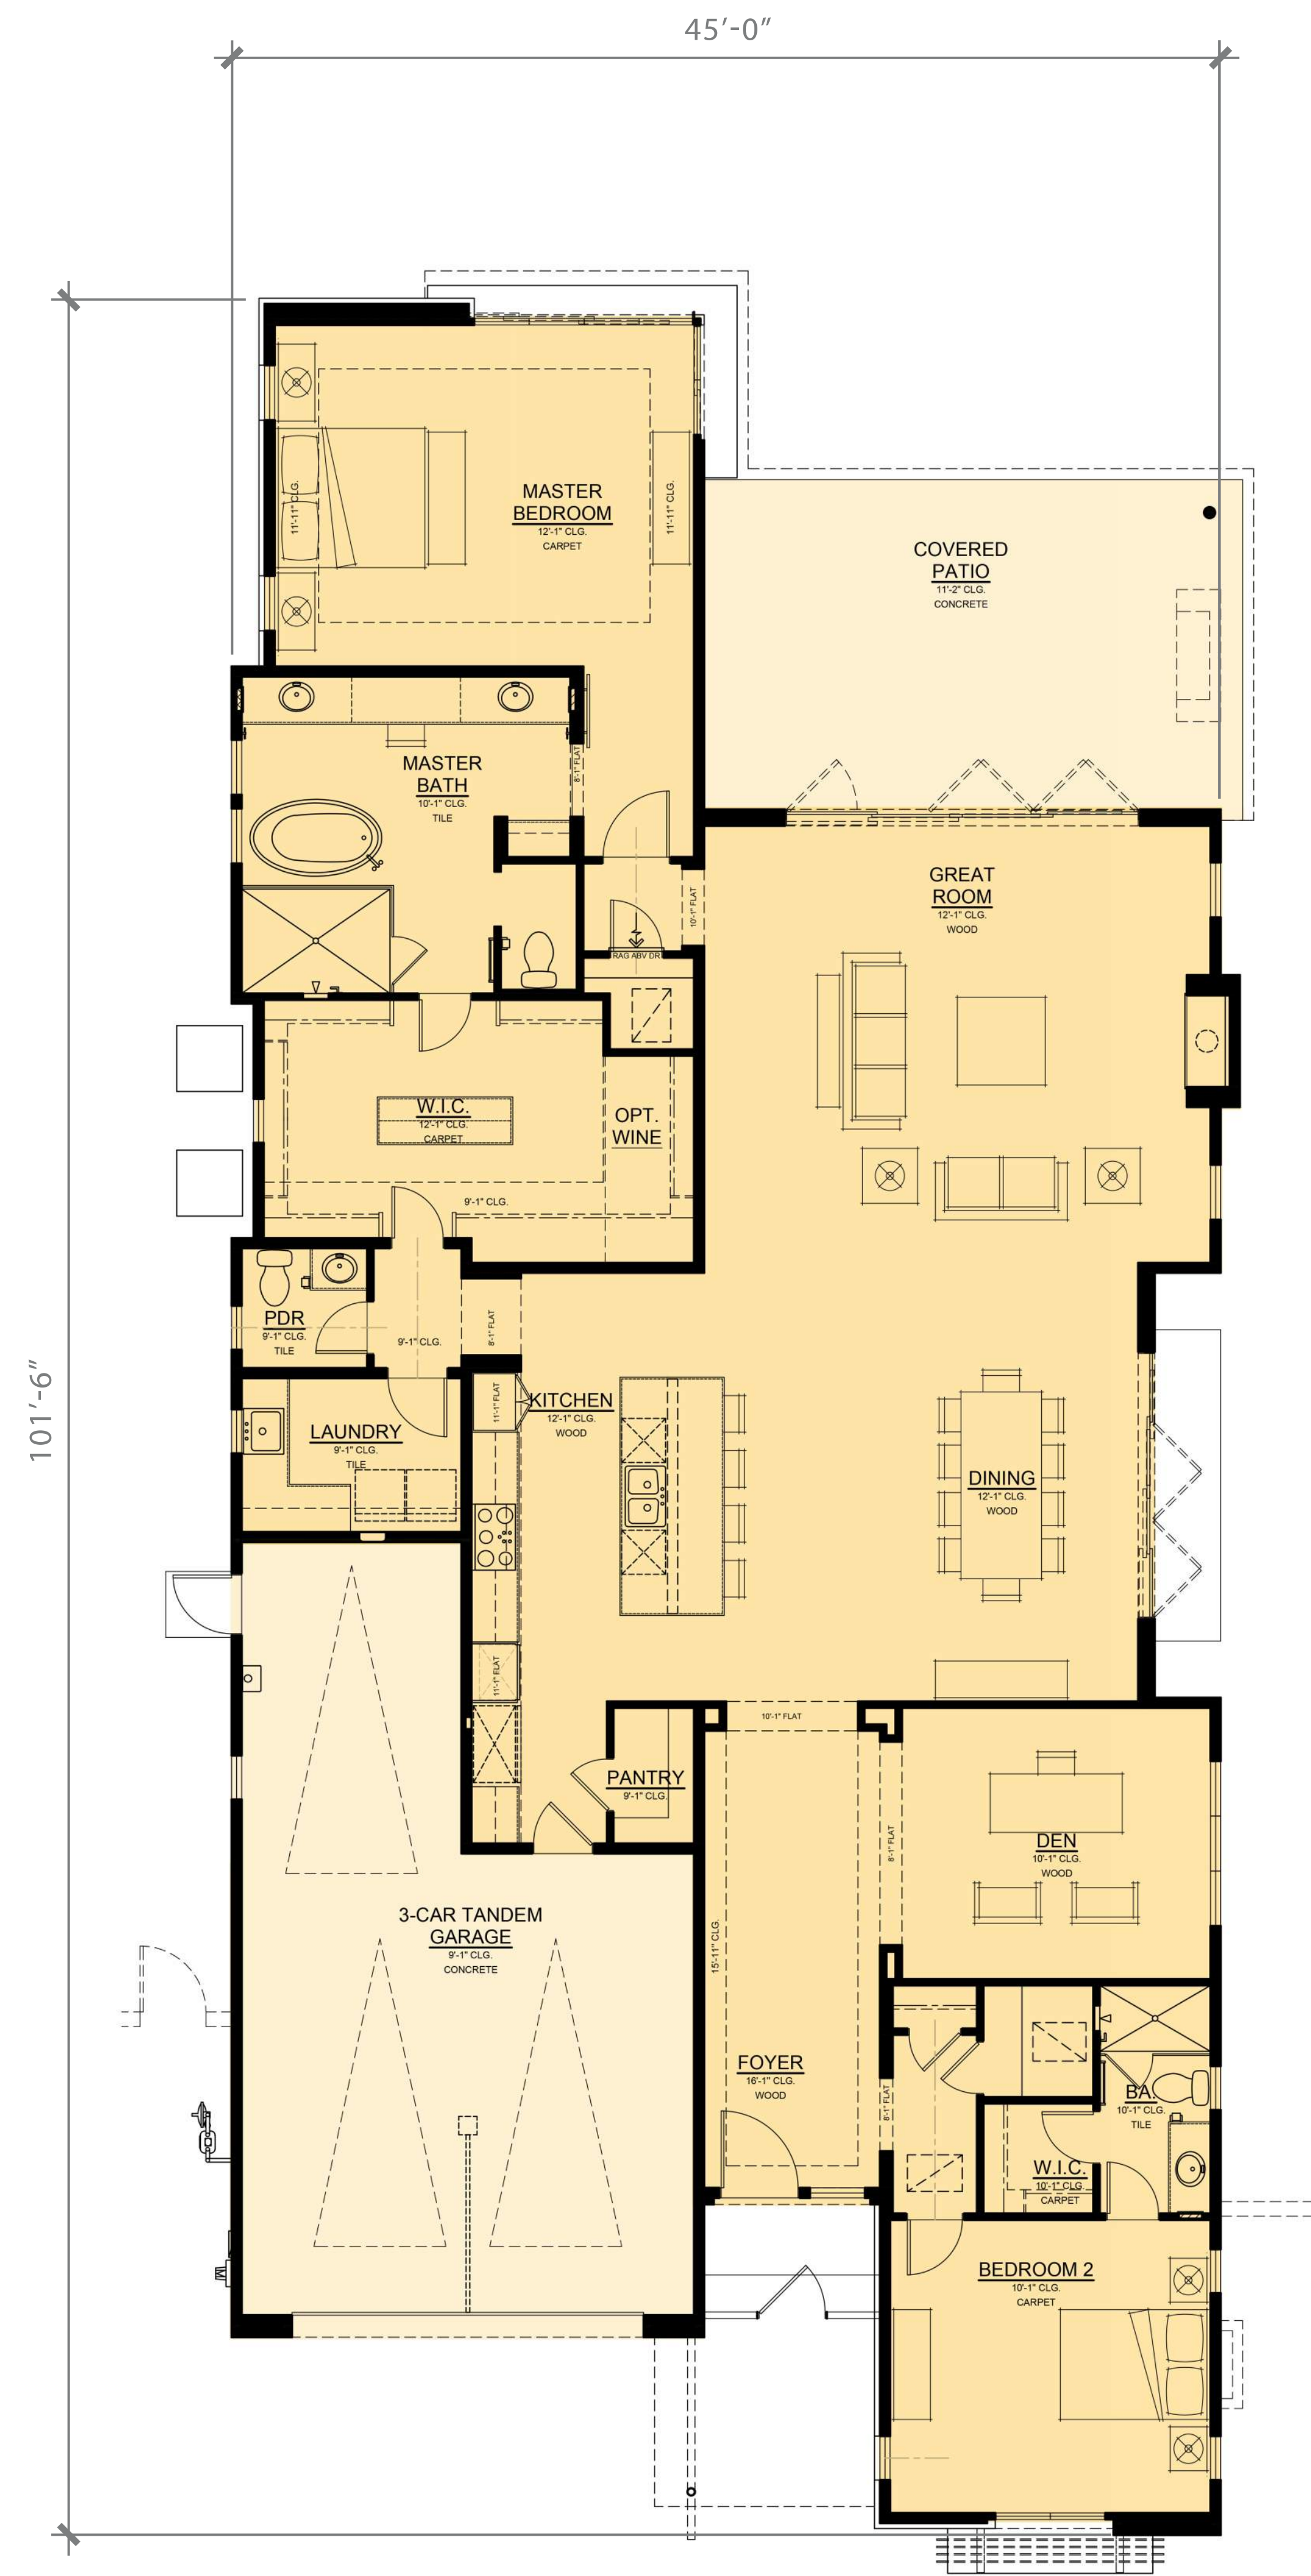 45'-0"
101'-6"
MASTER
BEDROOM
12'-1" CLG.
CARPET
11'-11" CLG.
11'-11" CLG.
COVERED
PATIO
11'-2" CLG.
CONCRETE
MASTER
BATH
10'-1" CLG.
TILE
8'-1" FLAT
GREAT
ROOM
12'-1" CLG.
WOOD
10'-1" FLAT
RAG ABV DR
W.I.C.
12'-1" CLG.
CARPET
OPT.
WINE
9'-1" CLG.
PDR
9'-1" CLG.
TILE
9'-1" CLG.
8'-1" FLAT
KITCHEN
12'-1" CLG.
WOOD
11'-1" FLAT
LAUNDRY
9'-1" CLG.
TILE
DINING
12'-1" CLG.
WOOD
11'-1" FLAT
10'-1" FLAT
PANTRY
9'-1" CLG.
DEN
10'-1" CLG.
WOOD
8'-1" FLAT
3-CAR TANDEM
GARAGE
9'-1" CLG.
CONCRETE
15'-11" CLG.
FOYER
16'-1" CLG.
WOOD
8'-1" FLAT
BA.
10'-1" CLG.
TILE
W.I.C.
10'-1" CLG.
CARPET
BEDROOM 2
10'-1" CLG.
CARPET
M